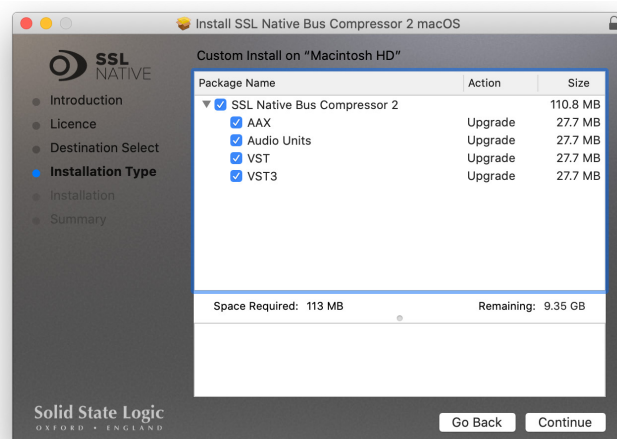 Install SSL Native Bus Compressor 2 macOS
SSL
NATIVE
Introduction
Licence
Destination Select
Installation Type
Installation
Summary
Solid State Logic
OXFORD • ENGLAND
Custom Install on “Macintosh HD”
Package Name Action Size
SSL Native Bus Compressor 2 110.8 MB
AAX Upgrade 27.7 MB
Audio Units Upgrade 27.7 MB
VST Upgrade 27.7 MB
VST3 Upgrade 27.7 MB
Space Required: 113 MB Remaining: 9.35 GB
Go Back Continue